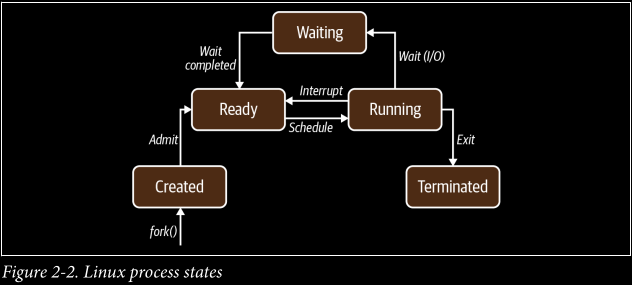 Waiting
Wait
completed
Wait (I/O)
Interrupt
Ready
Running
Schedule
Admit
Exit
Created
Terminated
fork()
Figure 2-2. Linux process states